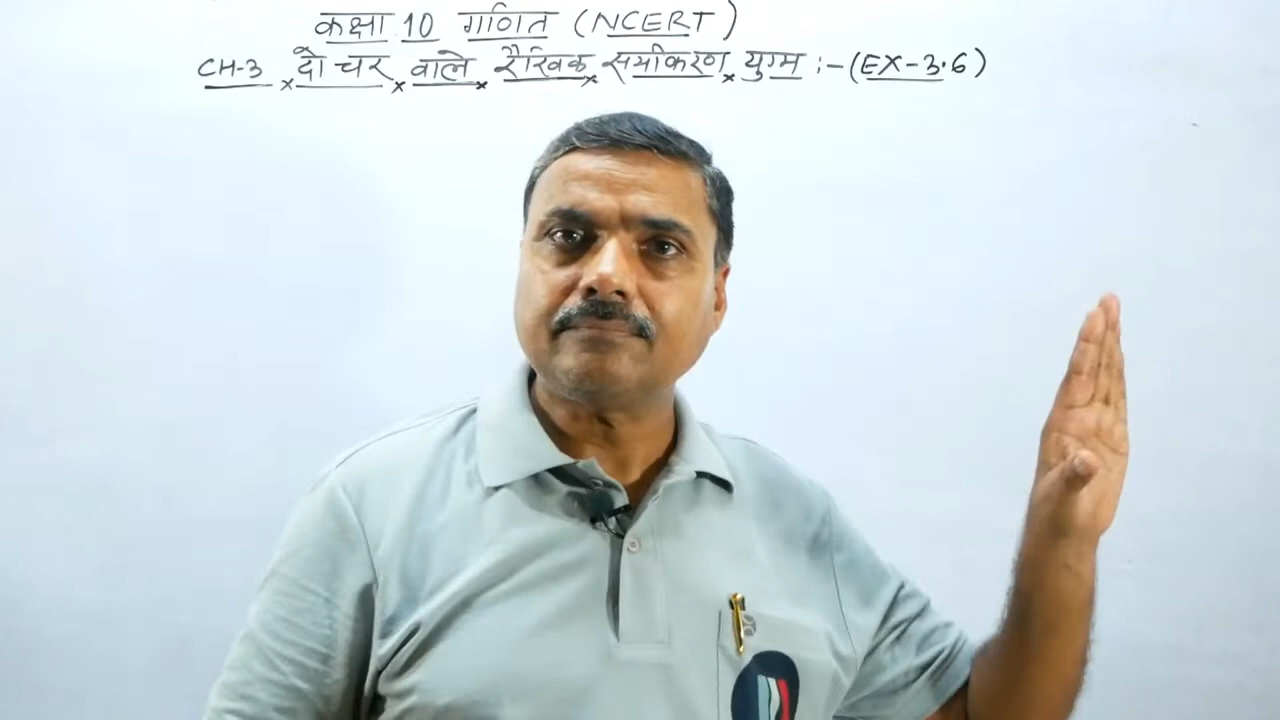 कक्षा 10 गणित (NCERT)
CH-3 दो चर वाले रैखिक समीकरण युग्म :- (EX-3.6)